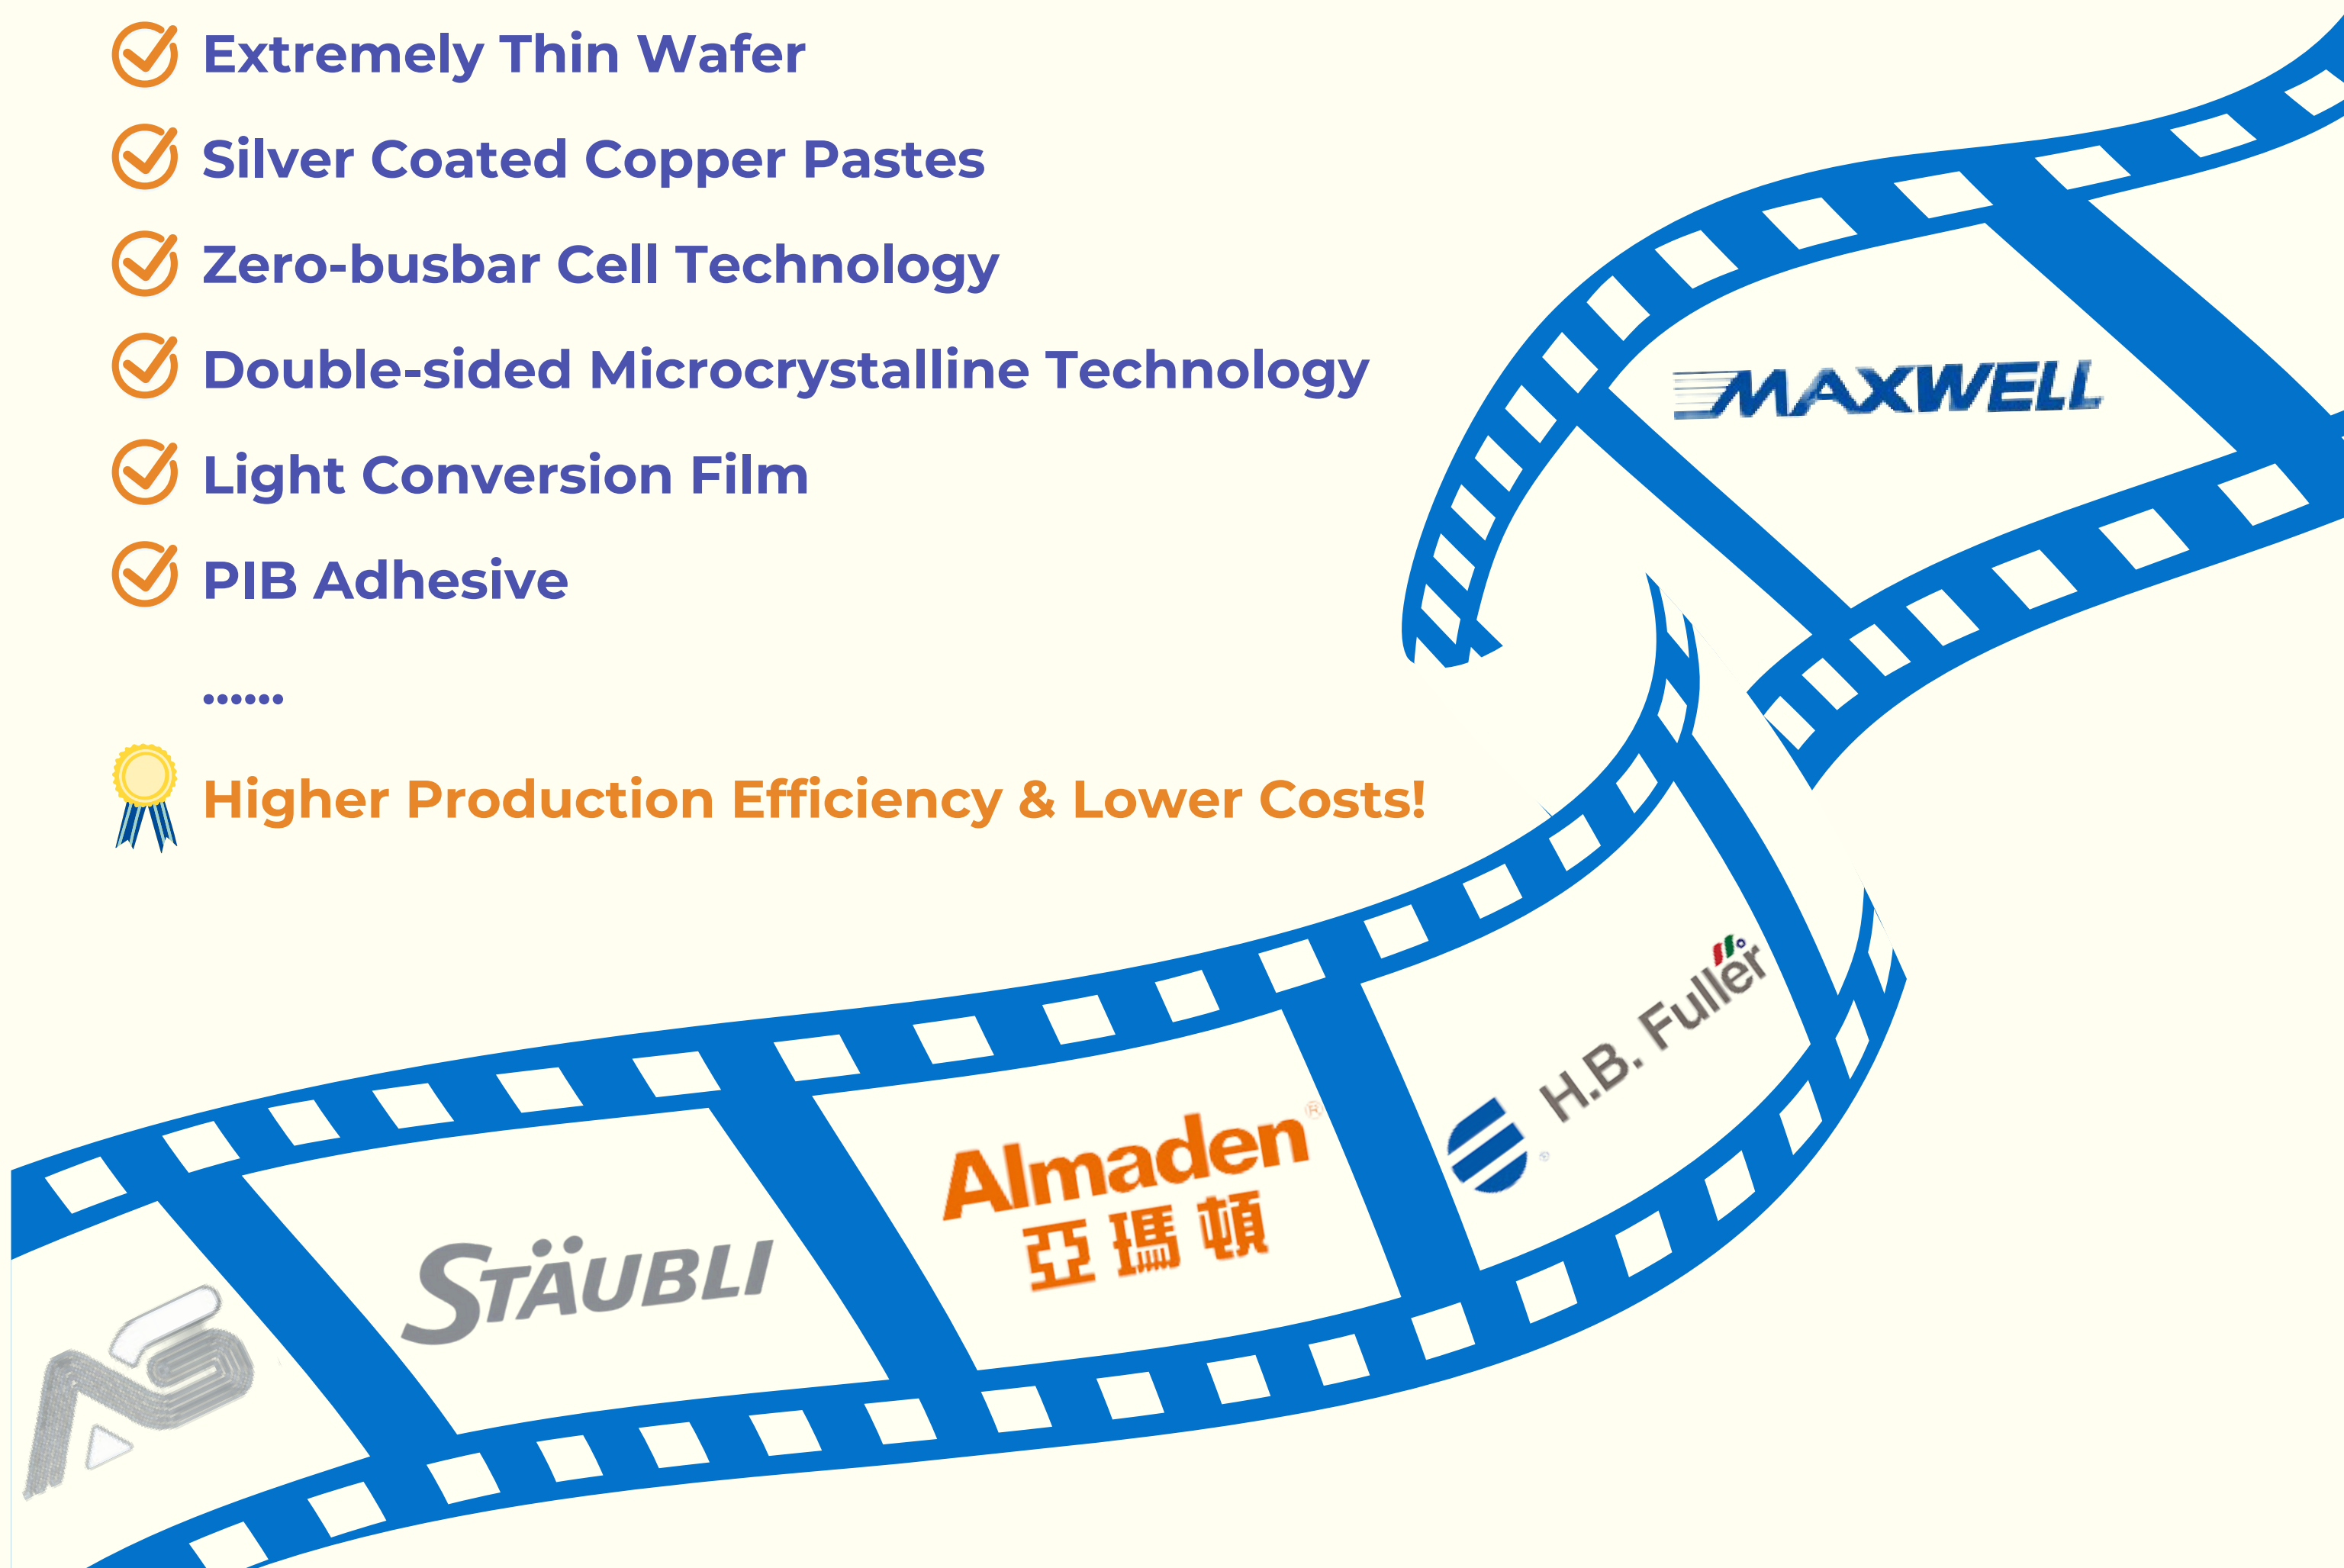 Extremely Thin Wafer
Silver Coated Copper Pastes
Zero-busbar Cell Technology
Double-sided Microcrystalline Technology
Light Conversion Film
PIB Adhesive
......
Higher Production Efficiency & Lower Costs!
MAXWELL
H.B. Fuller
Almaden®
亞瑪頓
STÄUBLI
AS